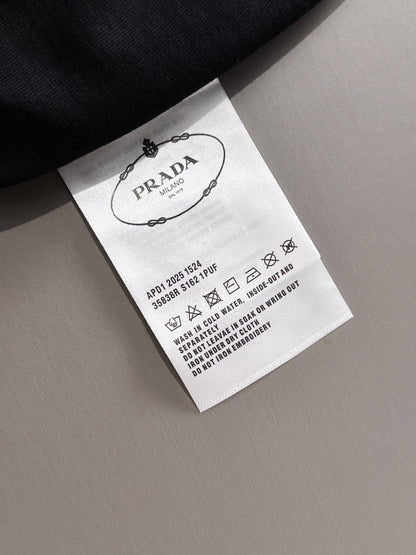 PRADA
MILANO
DAL 1913
APD1 2025 1524
35838R S162 1PUF
WASH IN COLD WATER, INSIDE-OUT AND
SEPARATELY
DO NOT LEAVAE IN SOAK OR WRING OUT
IRON UNDER DRY CLOTH
DO NOT IRON EMBROIDERY